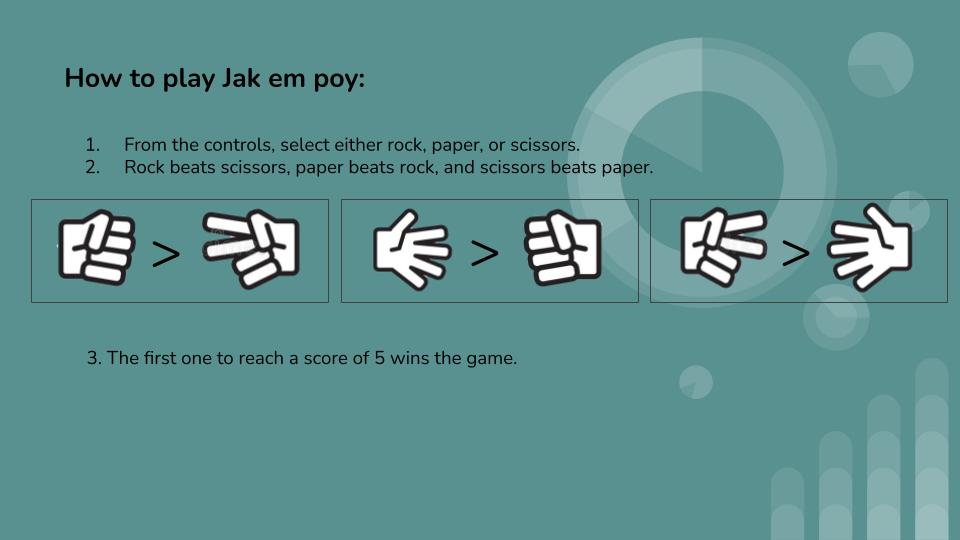 How to play Jak em poy:
1. From the controls, select either rock, paper, or scissors.
2. Rock beats scissors, paper beats rock, and scissors beats paper.
> > >
3. The first one to reach a score of 5 wins the game.